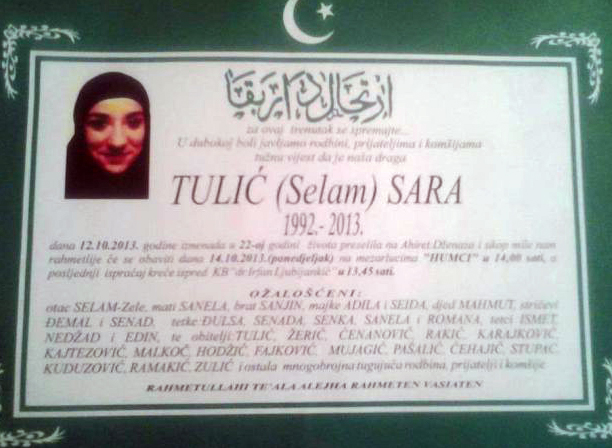 ارتحال دار بقا
za ovaj trenutak se spremajte...
U dubokoj boli javljamo rodbini, prijateljima i komšijama
tužnu vijest da je naša draga
TULIĆ (Selam) SARA
1992.- 2013.
dana 12.10.2013. godine iznenada u 22-oj godini života preselila na Ahiret.Dženaza i ukop mile nam
rahmetlije će se obaviti dana 14.10.2013.(ponedjeljak) na mezarlucima "HUMCI" u 14,00 sati, a
posljednji ispraćaj kreće ispred KB "dr Irfan Ljubijankić" u 13,45 sati.
OŽALOŠĆENI:
otac SELAM-Zele, mati SANELA, brat SANJIN, majke ADILA i SEIDA, djed MAHMUT, stričevi
ĐEMAL i SENAD, tetke ĐULSA, SENADA, SENKA, SANELA i ROMANA, tetci ISMET,
NEDŽAD i EDIN, te obitelji:TULIĆ, ŽERIĆ, ĆENANOVIĆ, RAKIĆ, KARAJKOVIĆ,
KAJTEZOVIĆ, MALKOČ, HODŽIĆ, FAJKOVIĆ, MUJAGIĆ, PAŠALIĆ, ČEHAJIĆ, STUPAC,
KUDUZOVIĆ, RAMAKIĆ, ZULIĆ i ostala mnogobrojna tugujuća rodbina, prijatelji i komšije
RAHMETULLAHI TE'ALA ALEJHA RAHMETEN VASIATEN